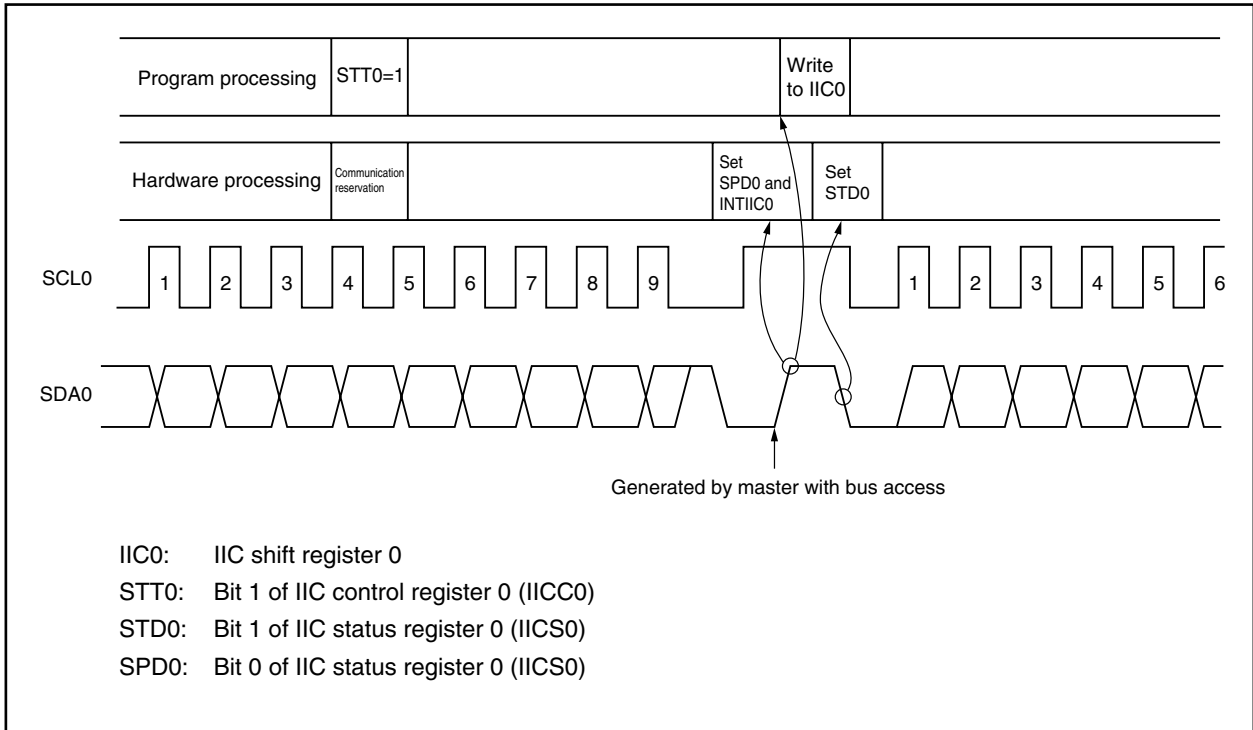 Program processing
STT0=1
Write
to IIC0
Hardware processing
Communication
reservation
Set
SPD0 and
INTIIC0
Set
STD0
SCL0
1 2 3 4 5 6 7 8 9 1 2 3 4 5 6
SDA0
Generated by master with bus access
IIC0: IIC shift register 0
STT0: Bit 1 of IIC control register 0 (IICC0)
STD0: Bit 1 of IIC status register 0 (IICS0)
SPD0: Bit 0 of IIC status register 0 (IICS0)